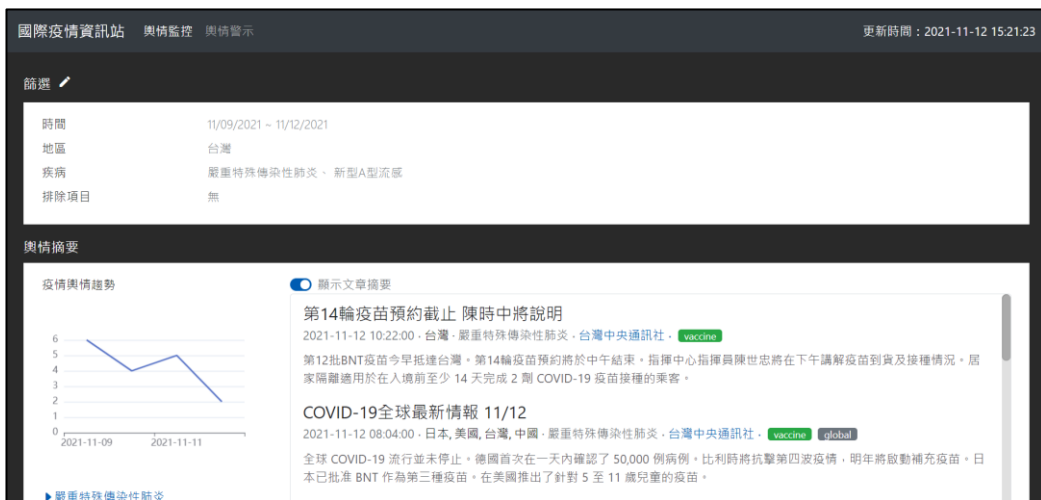 國際疫情資訊站 輿情監控 輿情警示 更新時間：2021-11-12 15:21:23
篩選
時間 11/09/2021 ~ 11/12/2021
地區 台灣
疾病 嚴重特殊傳染性肺炎、 新型A型流感
排除項目 無
輿情摘要
疫情輿情趨勢
6
5
4
3
2
1
0
2021-11-09 2021-11-11
▶嚴重特殊傳染性肺炎
顯示文章摘要
第14輪疫苗預約截止 陳時中將說明
2021-11-12 10:22:00 · 台灣 · 嚴重特殊傳染性肺炎 · 台灣中央通訊社 · vaccine
第12批BNT疫苗今早抵達台灣。第14輪疫苗預約將於中午結束。指揮中心指揮員陳世忠將在下午講解疫苗到貨及接種情況。居
家隔離適用於在入境前至少 14 天完成 2 劑 COVID-19 疫苗接種的乘客。
COVID-19全球最新情報 11/12
2021-11-12 08:04:00 · 日本, 美國, 台灣, 中國 · 嚴重特殊傳染性肺炎 · 台灣中央通訊社 · vaccine global
全球 COVID-19 流行並未停止。德國首次在一天內確認了 50,000 例病例。比利時將抗擊第四波疫情，明年將啟動補充疫苗。日
本已批准 BNT 作為第三種疫苗。在美國推出了針對 5 至 11 歲兒童的疫苗。